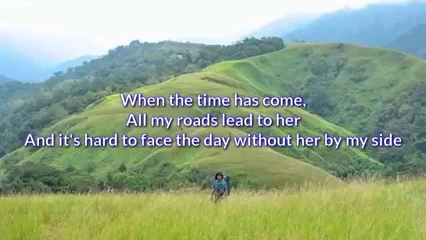 When the time has come,
All my roads lead to her
And it's hard to face the day without her by my side